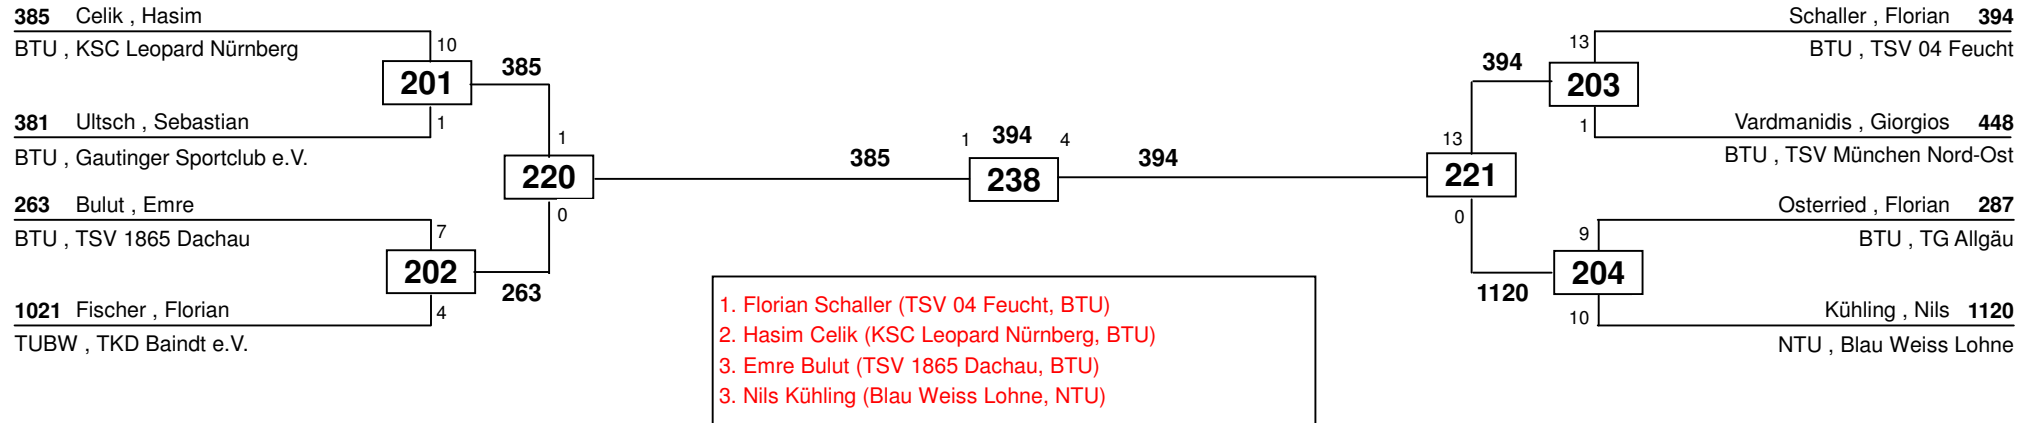 385 Celik , Hasim
BTU , KSC Leopard Nürnberg
10
201
385
381 Ultsch , Sebastian
1
BTU , Gautinger Sportclub e.V.
1
220
0
263 Bulut , Emre
BTU , TSV 1865 Dachau
7
202
263
1021 Fischer , Florian
4
TUBW , TKD Baindt e.V.
385
1 394 4
238
394
Schaller , Florian 394
BTU , TSV 04 Feucht
13
394
203
Vardmanidis , Giorgios 448
1
BTU , TSV München Nord-Ost
13
221
0
Osterried , Florian 287
9
BTU , TG Allgäu
204
1120
Kühling , Nils 1120
10
NTU , Blau Weiss Lohne
1. Florian Schaller (TSV 04 Feucht, BTU)
2. Hasim Celik (KSC Leopard Nürnberg, BTU)
3. Emre Bulut (TSV 1865 Dachau, BTU)
3. Nils Kühling (Blau Weiss Lohne, NTU)